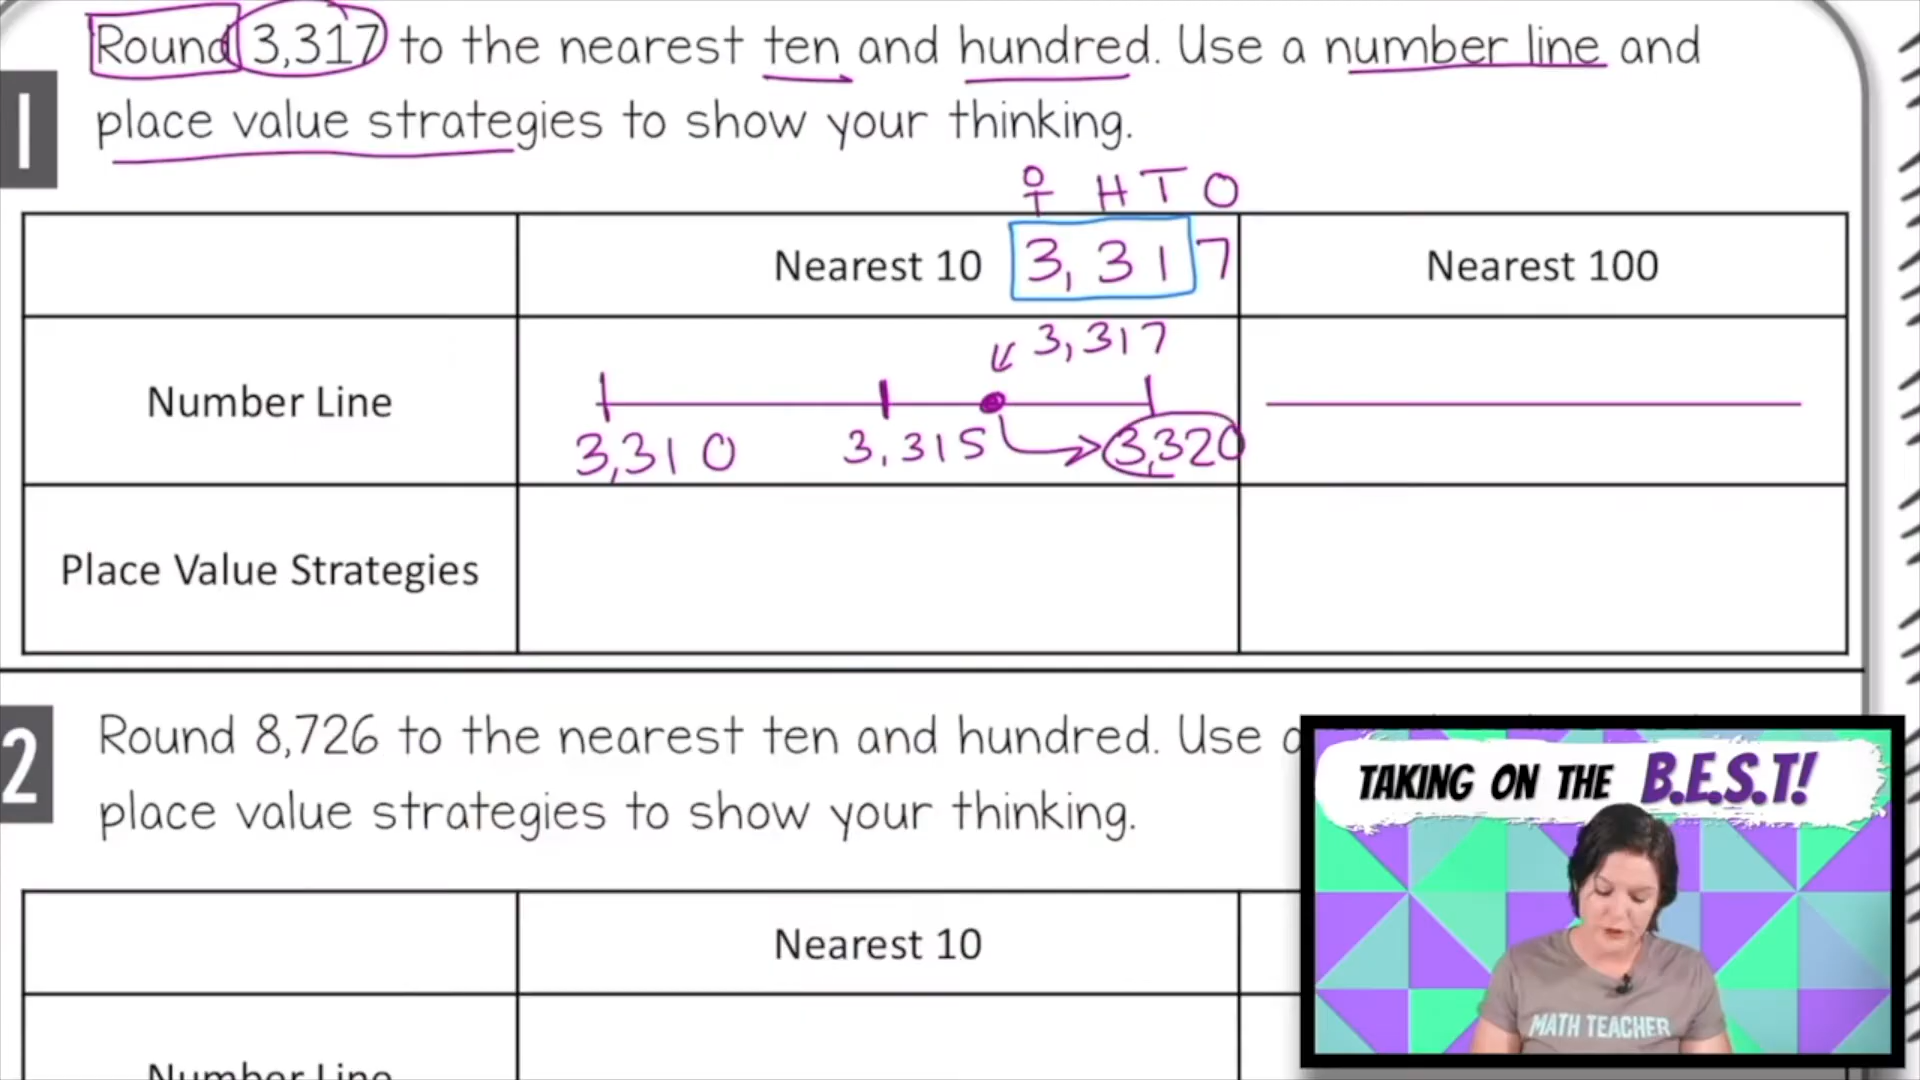 Round 3,317 to the nearest ten and hundred. Use a number line and
1
place value strategies to show your thinking.
T H T O
Nearest 10 3,317 Nearest 100
3,317
Number Line
3,310 3,315 3,320
Place Value Strategies
2
Round 8,726 to the nearest ten and hundred. Use a
place value strategies to show your thinking.
TAKING ON THE B.E.S.T!
Nearest 10
MATH TEACHER
Number Line